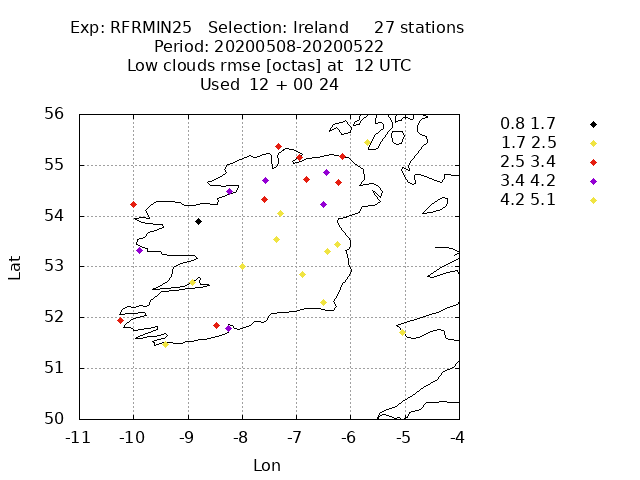 Exp: RFRMIN25 Selection: Ireland 27 stations
Period: 20200508-20200522
Low clouds rmse [octas] at 12 UTC
Used 12 + 00 24
56
55
54
53
52
51
50
Lat
-11 -10 -9 -8 -7 -6 -5 -4
Lon
0.8 1.7
1.7 2.5
2.5 3.4
3.4 4.2
4.2 5.1